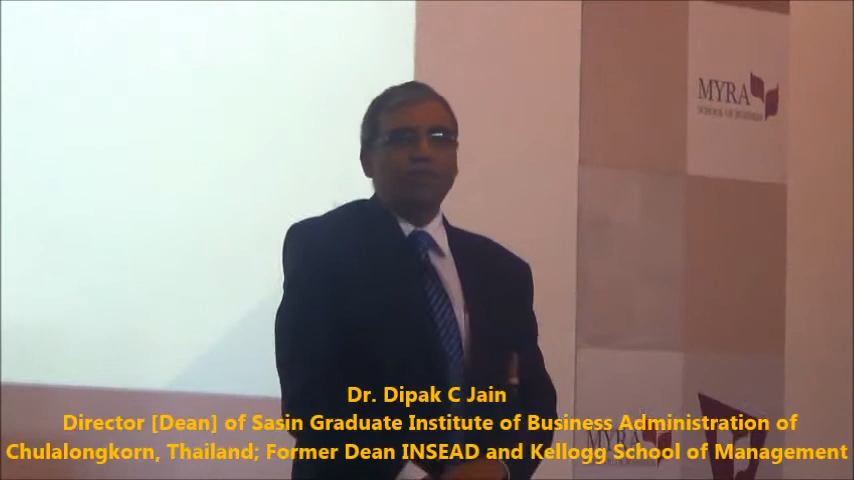 MYRA
SCHOOL OF BUSINESS
Dr. Dipak C Jain
Director [Dean] of Sasin Graduate Institute of Business Administration of
Chulalongkorn, Thailand; Former Dean INSEAD and Kellogg School of Management
MYRA